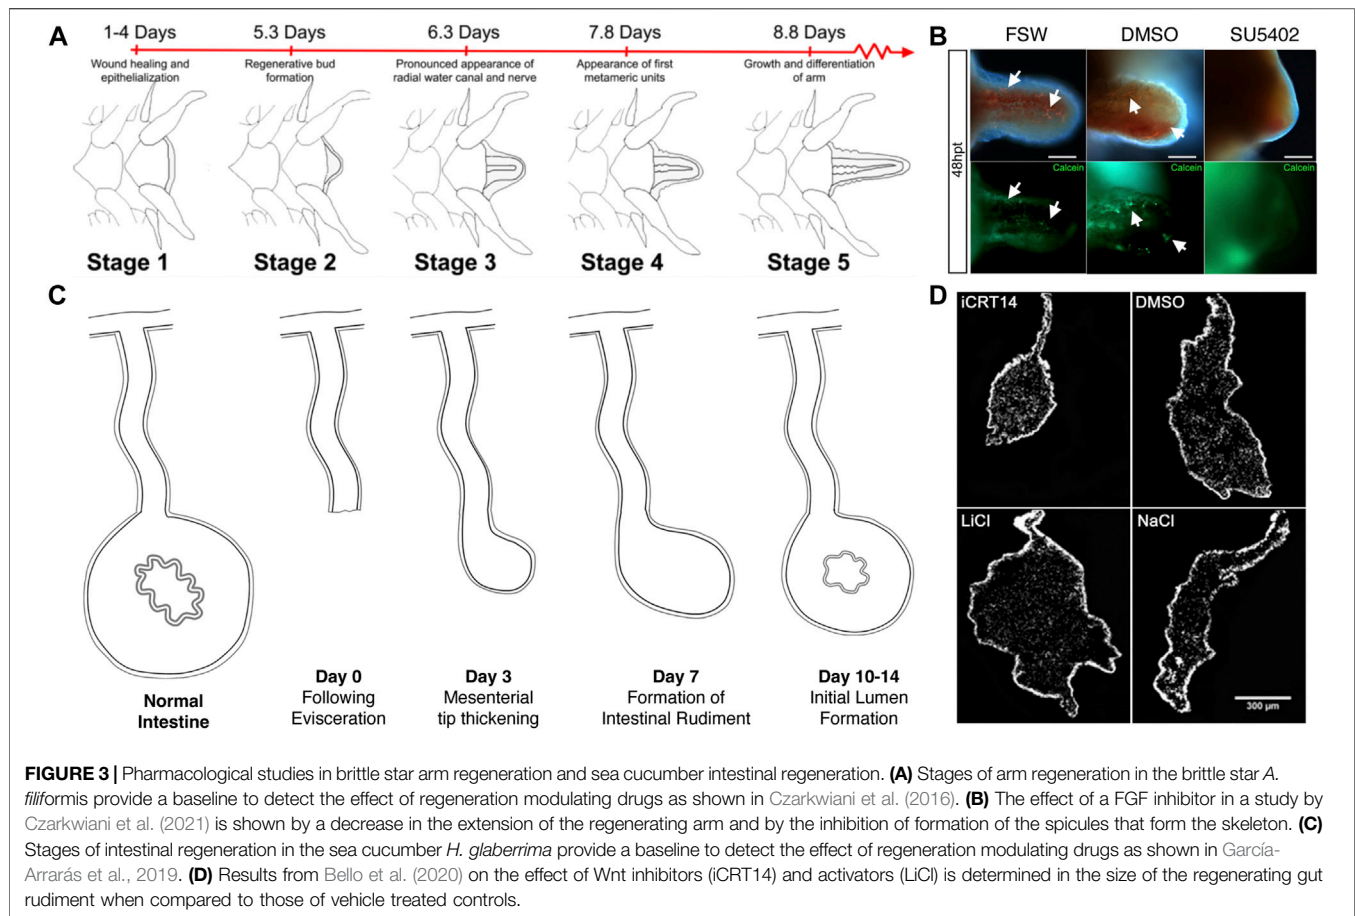 A
1-4 Days
5.3 Days
6.3 Days
7.8 Days
8.8 Days
Wound healing and
epithelialization
Regenerative bud
formation
Pronounced appearance of
radial water canal and nerve
Appearance of first
metameric units
Growth and differentiation
of arm
Stage 1
Stage 2
Stage 3
Stage 4
Stage 5
B
FSW
DMSO
SU5402
48hpt
Calcein
Calcein
Calcein
C
Normal
Intestine
Day 0
Following
Evisceration
Day 3
Mesenterial
tip thickening
Day 7
Formation of
Intestinal Rudiment
Day 10-14
Initial Lumen
Formation
D
iCRT14
DMSO
LiCl
NaCl
300 µm
FIGURE 3 | Pharmacological studies in brittle star arm regeneration and sea cucumber intestinal regeneration. (A) Stages of arm regeneration in the brittle star A.
filiformis provide a baseline to detect the effect of regeneration modulating drugs as shown in Czarkwiani et al. (2016). (B) The effect of a FGF inhibitor in a study by
Czarkwiani et al. (2021) is shown by a decrease in the extension of the regenerating arm and by the inhibition of formation of the spicules that form the skeleton. (C)
Stages of intestinal regeneration in the sea cucumber H. glaberrima provide a baseline to detect the effect of regeneration modulating drugs as shown in García-
Arrarás et al., 2019. (D) Results from Bello et al. (2020) on the effect of Wnt inhibitors (iCRT14) and activators (LiCl) is determined in the size of the regenerating gut
rudiment when compared to those of vehicle treated controls.